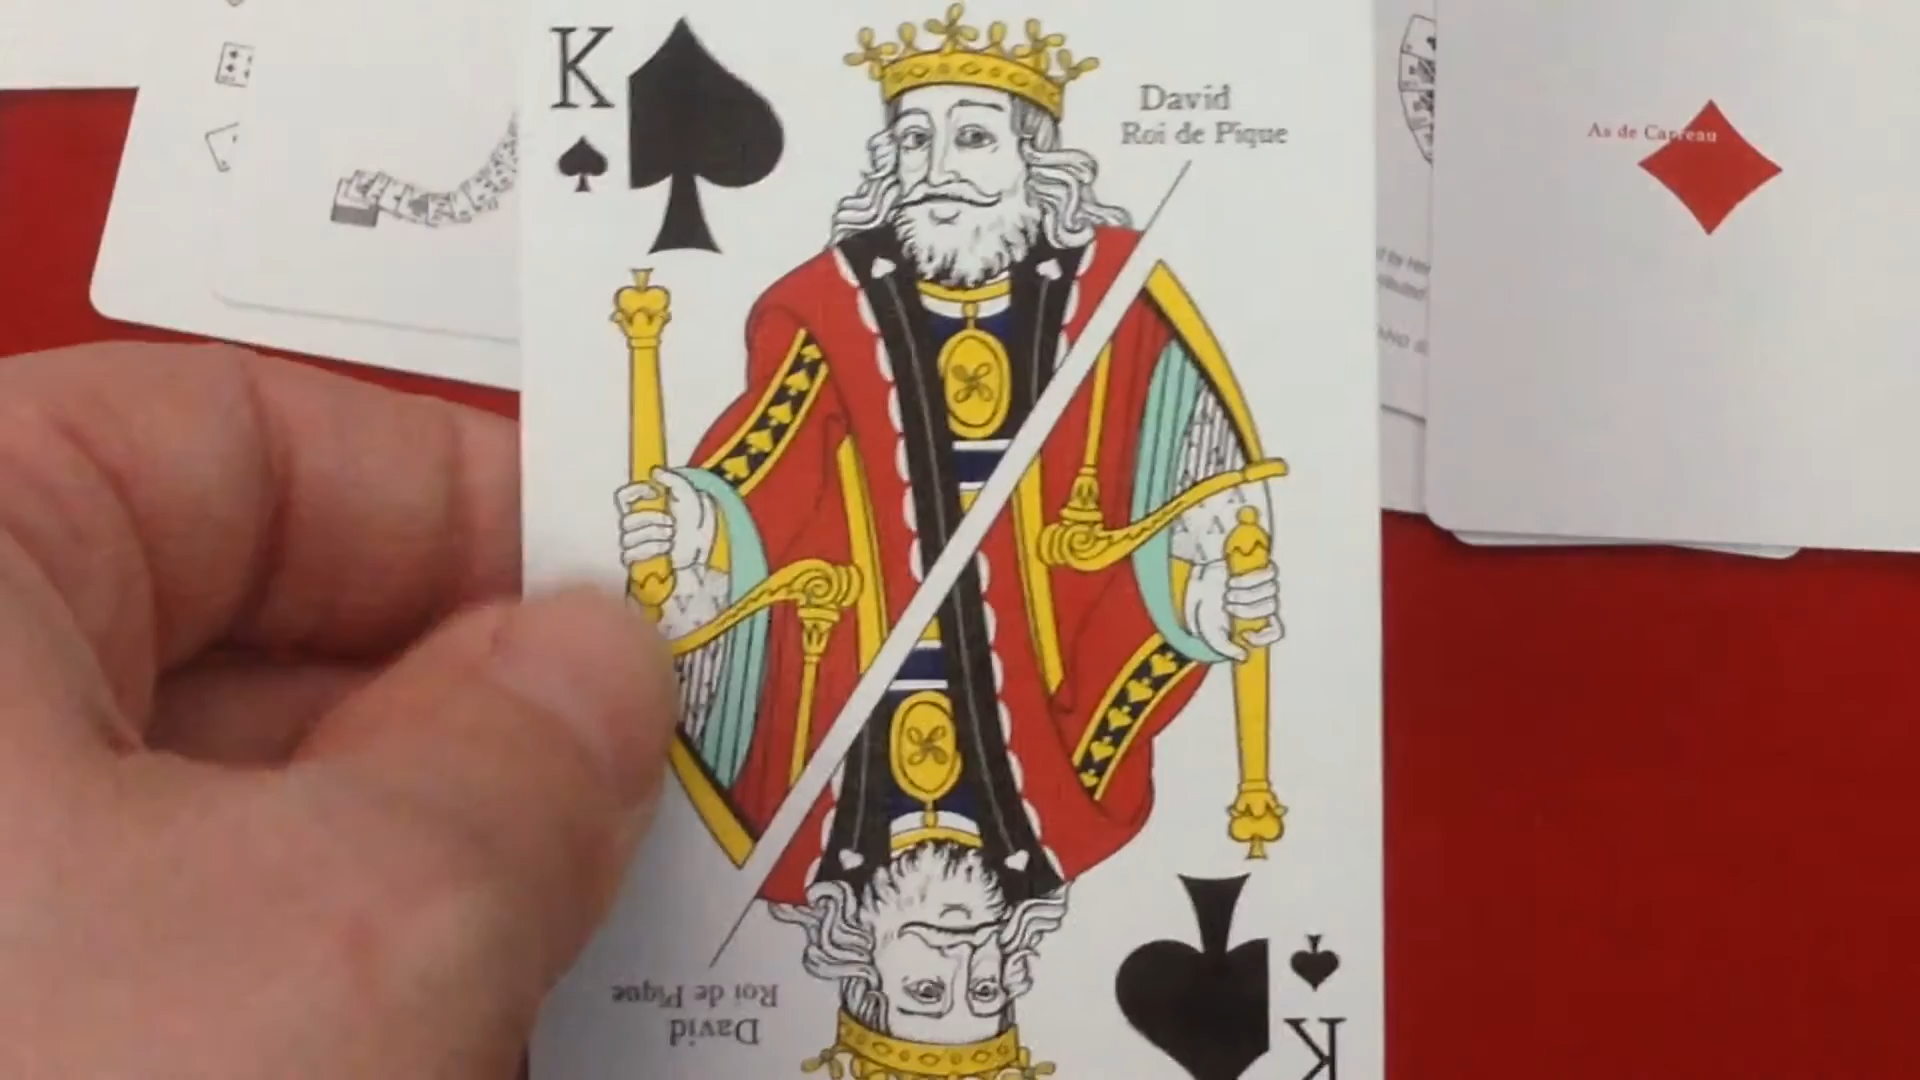 K
David
Roi de Pique
As de Carreau
Roi de Pique
David
K